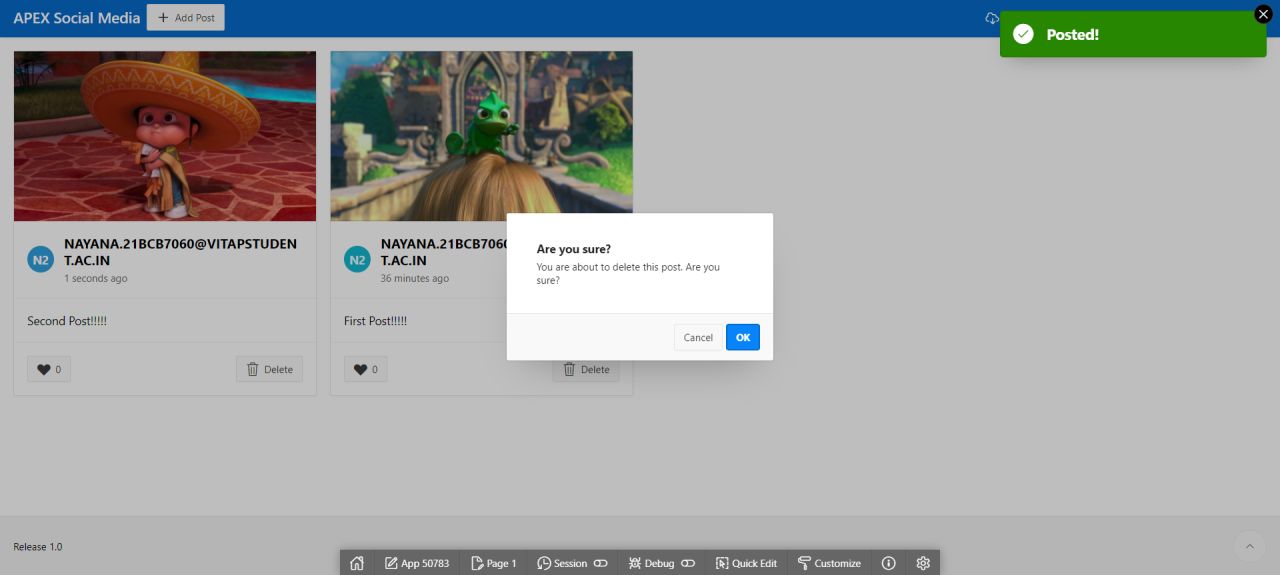 APEX Social Media
Add Post
Posted!
NAYANA.21BCB7060@VITAPSTUDEN
T.AC.IN
N2
1 seconds ago
Second Post!!!!!
0
Delete
NAYANA.21BCB706
T.AC.IN
N2
36 minutes ago
First Post!!!!!
0
Delete
Are you sure?
You are about to delete this post. Are you
sure?
Cancel
OK
Release 1.0
App 50783
Page 1
Session
Debug
Quick Edit
Customize